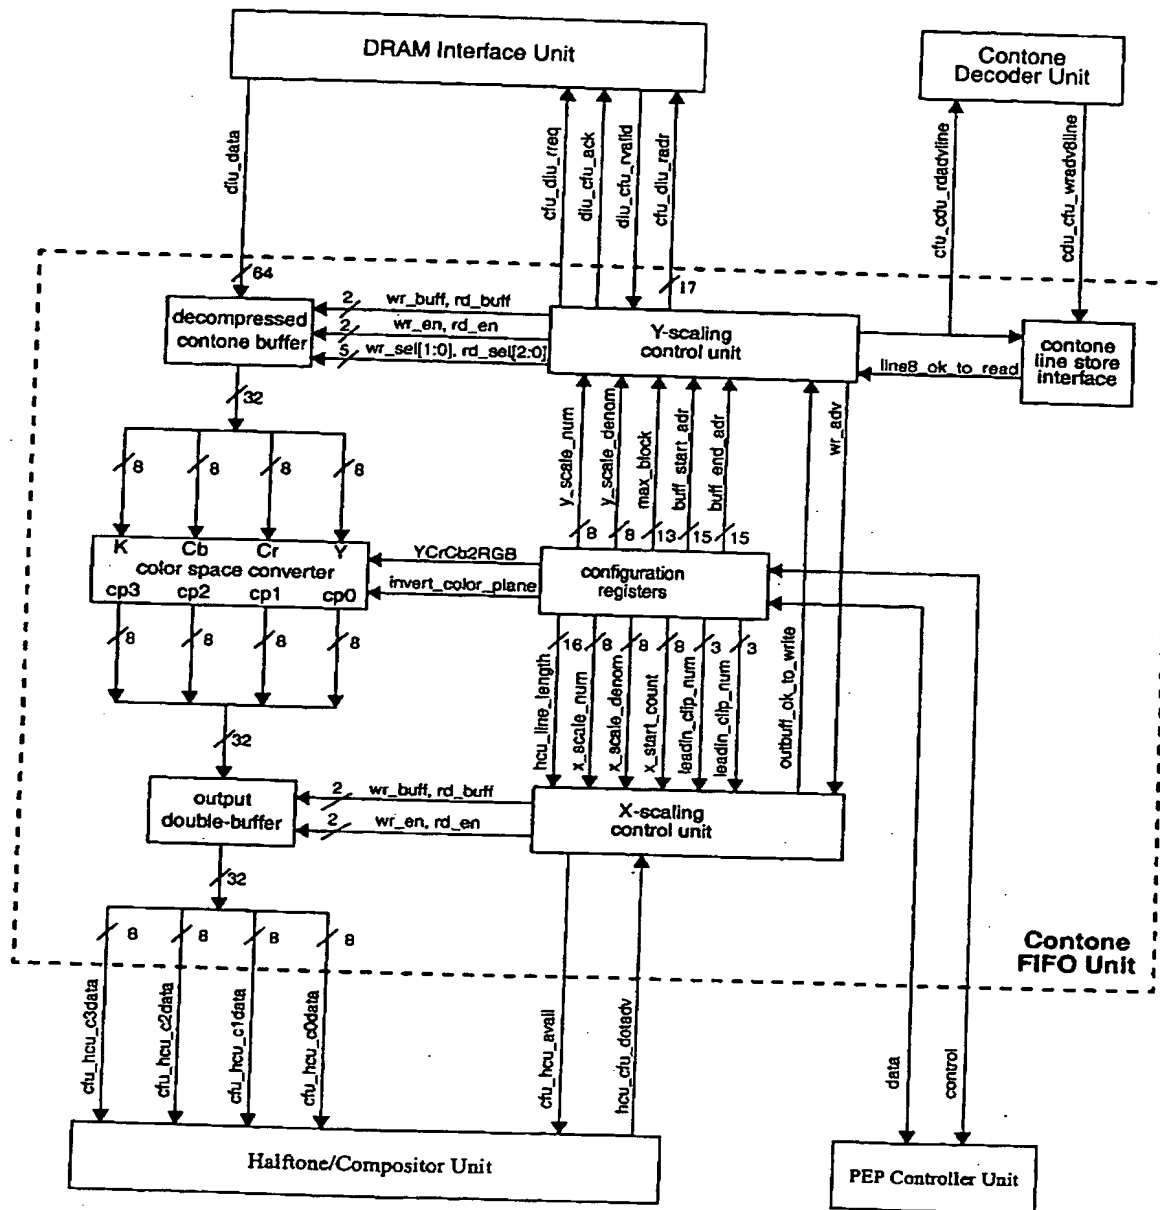 DRAM Interface Unit
Contone
Decoder Unit
diu_data
cfu_diu_rreq
diu_cfu_ack
diu_cfu_rvalid
cfu_diu_radr
cfu_cdu_rdadvline
cdu_cfu_wradv8line
64
17
decompressed
contone buffer
2
wr_buff, rd_buff
2
wr_en, rd_en
5
wr_sel[1:0], rd_sel[2:0]
Y-scaling
control unit
line8_ok_to_read
contone
line store
interface
32
8
8
8
8
y_scale_num
y_scale_denom
max_block
buff_start_adr
buff_end_adr
8
8
13
15
15
outbuff_ok_to_write
wr_adv
K
Cb
Cr
Y
color space converter
cp3
cp2
cp1
cp0
YCrCb2RGB
invert_color_plane
configuration
registers
8
8
8
8
16
8
8
8
3
3
hcu_line_length
x_scale_num
x_scale_denom
x_start_count
leadin_clip_num
leadin_clip_num
32
output
double-buffer
2
wr_buff, rd_buff
2
wr_en, rd_en
X-scaling
control unit
32
8
8
8
8
Contone
FIFO Unit
cfu_hcu_c3data
cfu_hcu_c2data
cfu_hcu_c1data
cfu_hcu_c0data
cfu_hcu_avail
hcu_cfu_dotadv
data
control
Halftone/Compositor Unit
PEP Controller Unit